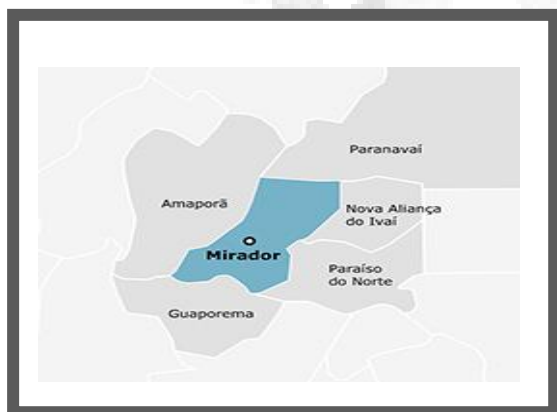 Paranavaí
Amaporã
Nova Aliança
do Ivaí
Mirador
Paraíso
do Norte
Guaporema